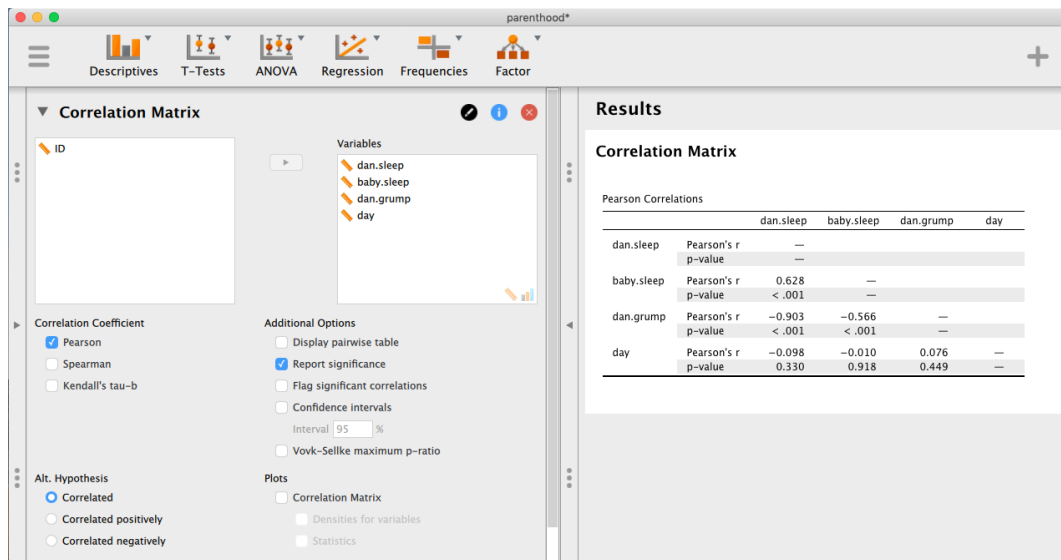 parenthood*
Descriptives T-Tests ANOVA Regression Frequencies Factor
Correlation Matrix
ID
Variables
dan.sleep
baby.sleep
dan.grump
day
Correlation Coefficient
Pearson
Spearman
Kendall's tau-b
Additional Options
Display pairwise table
Report significance
Flag significant correlations
Confidence intervals
Interval 95 %
Vovk-Sellke maximum p-ratio
Alt. Hypothesis
Correlated
Correlated positively
Correlated negatively
Plots
Correlation Matrix
Densities for variables
Statistics
Results
Correlation Matrix
Pearson Correlations
dan.sleep baby.sleep dan.grump day
dan.sleep Pearson's r —
p-value —
baby.sleep Pearson's r 0.628 —
p-value < .001 —
dan.grump Pearson's r −0.903 −0.566 —
p-value < .001 < .001 —
day Pearson's r −0.098 −0.010 0.076 —
p-value 0.330 0.918 0.449 —